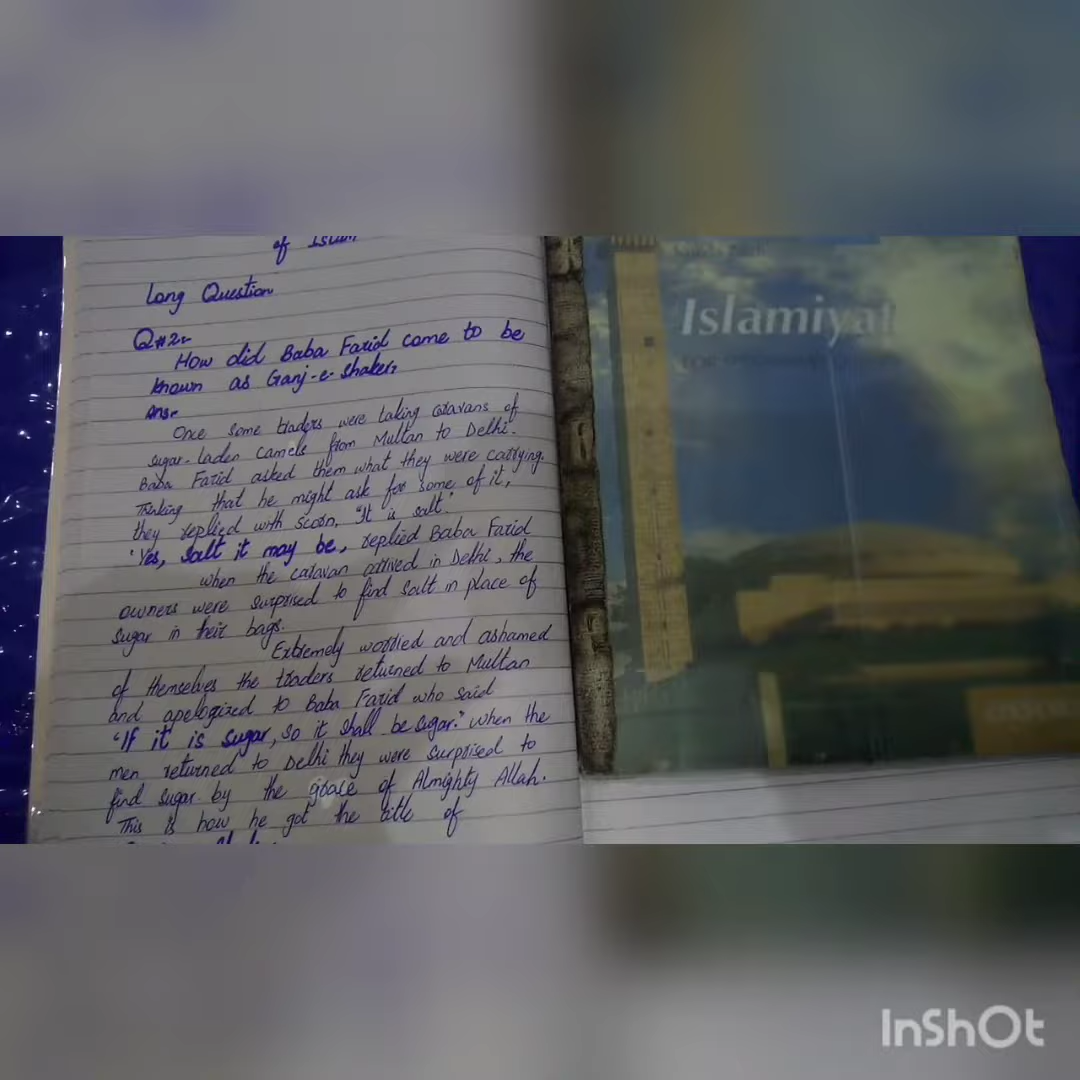 of Islam
Long Question
Q#2:-
How did Baba Farid come to be
known as Ganj-e-Shaker?
Ans:-
Once some traders were taking caravans of
sugar-laden camels from Multan to Delhi.
Baba Farid asked them what they were carrying.
Thinking that he might ask for some of it,
they replied with scorn, "It is salt."
'Yes, Salt it may be, replied Baba Farid
when the caravan arrived in Delhi, the
owners were surprised to find salt in place of
sugar in their bags.
Extremely worried and ashamed
of themselves the traders returned to Multan
and apelogized to Baba Farid who said
"If it is sugar, so it shall be sugar." when the
men returned to Delhi they were surprised to
find sugar by the grace of Almighty Allah.
This is how he got the title of
Islamiyat
InShOt